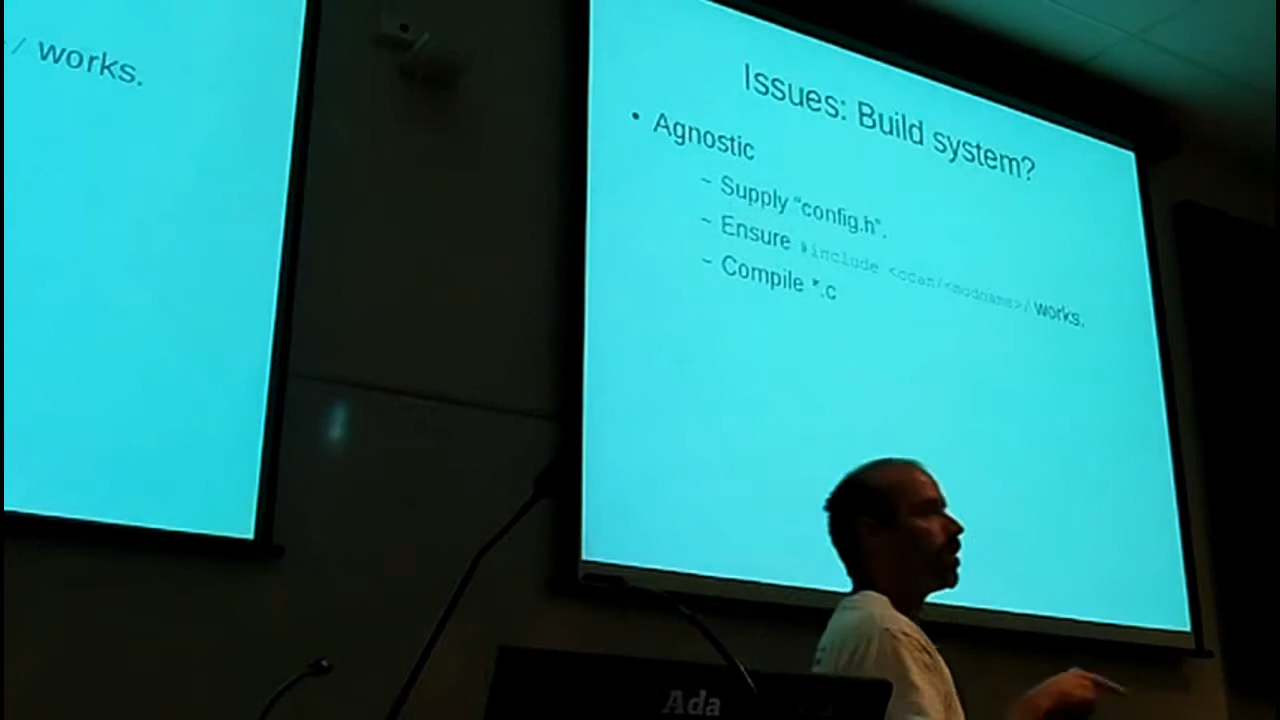 / works.
Issues: Build system?
• Agnostic
– Supply “config.h”.
– Ensure #include <ccan/<modname>/ works.
– Compile *.c
Ada